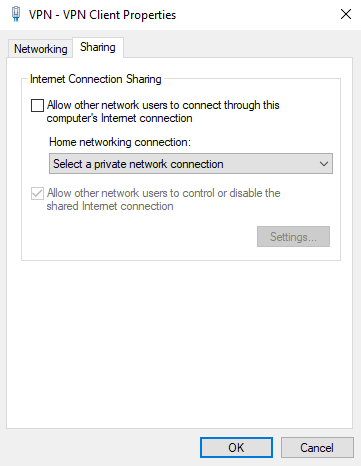 VPN - VPN Client Properties
Networking Sharing
Internet Connection Sharing
Allow other network users to connect through this
computer's Internet connection
Home networking connection:
Select a private network connection
Allow other network users to control or disable the
shared Internet connection
Settings...
OK Cancel